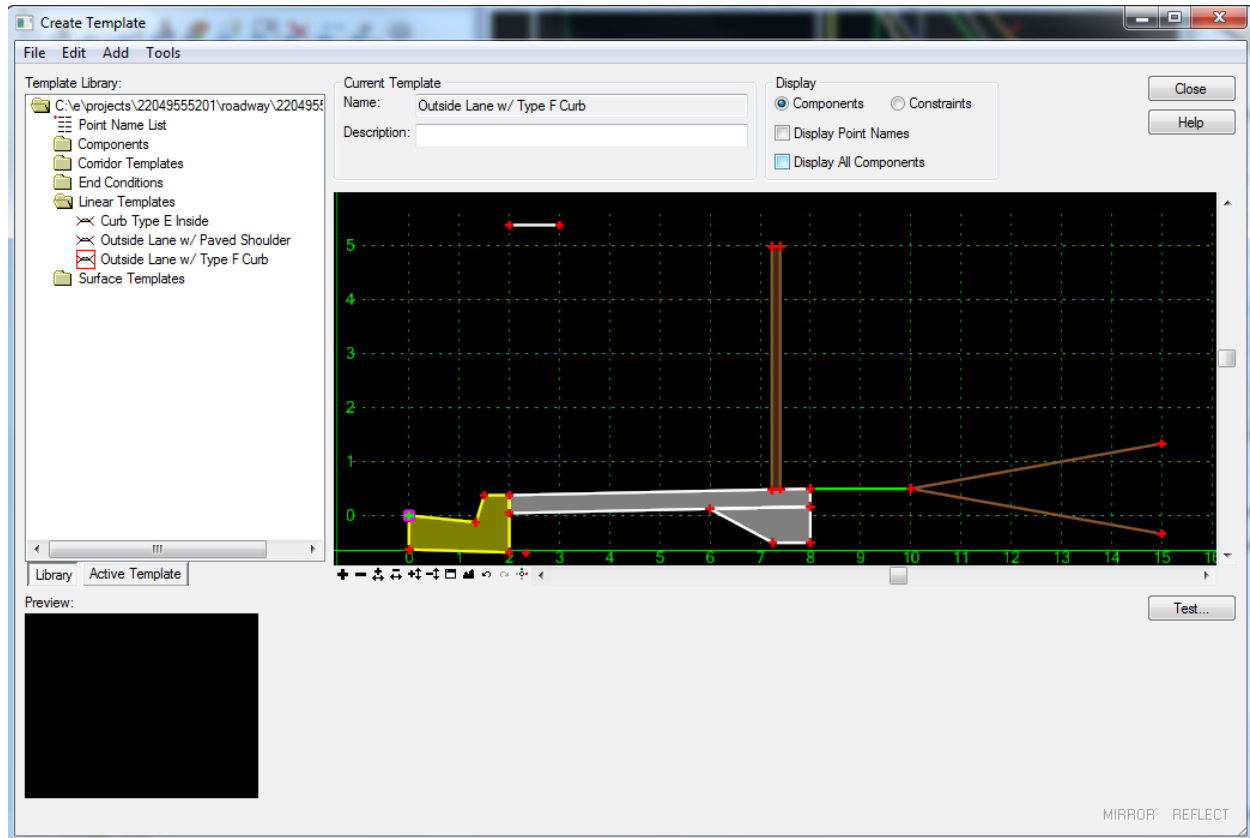 Create Template
File Edit Add Tools
Template Library:
C:\e\projects\22049555201\roadway\220495
Point Name List
Components
Corridor Templates
End Conditions
Linear Templates
Curb Type E Inside
Outside Lane w/ Paved Shoulder
Outside Lane w/ Type F Curb
Surface Templates
Library Active Template
Preview:
Current Template
Name: Outside Lane w/ Type F Curb
Description:
Display
Components Constraints
Display Point Names
Display All Components
Close
Help
5
4
3
2
1
0
0 1 2 3 4 5 6 7 8 9 10 11 12 13 14 15 16
Test...
MIRROR REFLECT